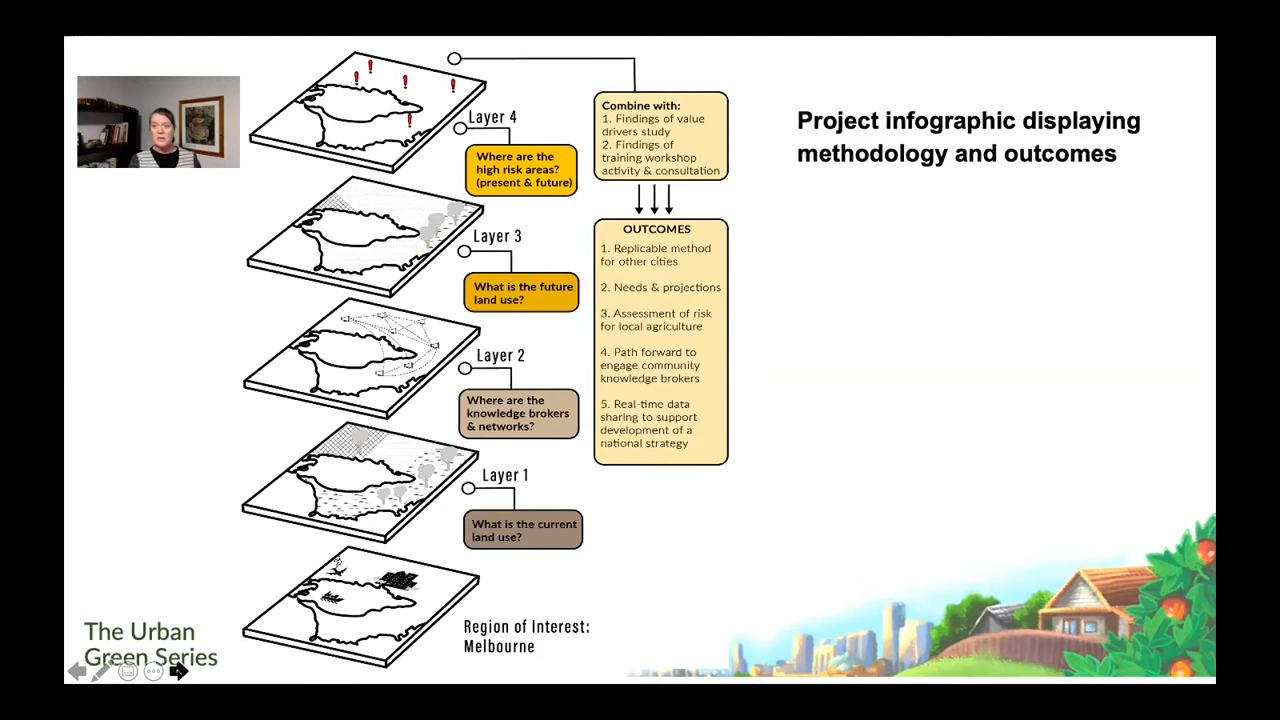 Project infographic displaying
methodology and outcomes
Layer 4
Where are the
high risk areas?
(present & future)
Combine with:
1. Findings of value
drivers study
2. Findings of
training workshop
activity & consultation
OUTCOMES
1. Replicable method
for other cities
2. Needs & projections
3. Assessment of risk
for local agriculture
4. Path forward to
engage community
knowledge brokers
5. Real-time data
sharing to support
development of a
national strategy
Layer 3
What is the future
land use?
Layer 2
Where are the
knowledge brokers
& networks?
Layer 1
What is the current
land use?
Region of Interest:
Melbourne
The Urban
Green Series